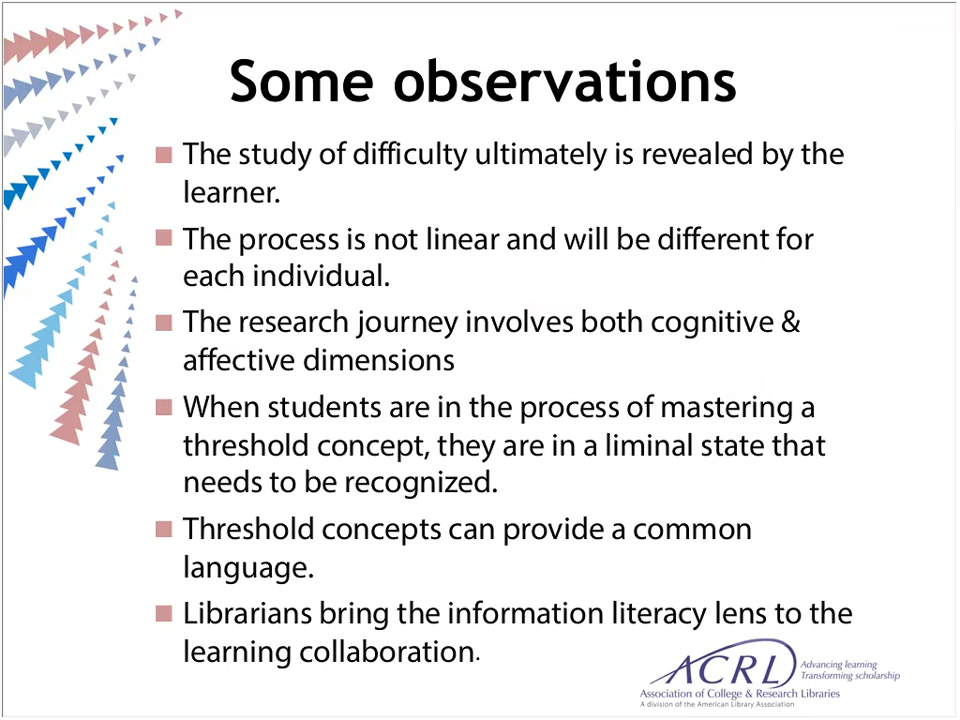 Some observations
The study of difficulty ultimately is revealed by the
learner.
The process is not linear and will be different for
each individual.
The research journey involves both cognitive &
affective dimensions
When students are in the process of mastering a
threshold concept, they are in a liminal state that
needs to be recognized.
Threshold concepts can provide a common
language.
Librarians bring the information literacy lens to the
learning collaboration.
ACRL
Advancing learning
Transforming scholarship
Association of College & Research Libraries
A division of the American Library Association